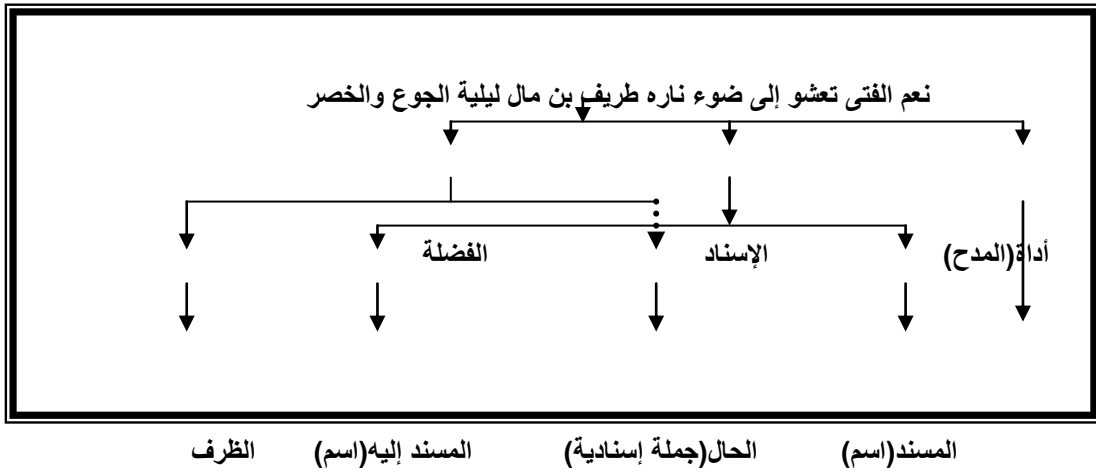 نعم الفتى تعشو إلى ضوء ناره طريف بن مال ليلية الجوع والخصر
أداة(المدح) الإسناد الفضلة
المسند(اسم) الحال(جملة إسنادية) المسند إليه(اسم) الظرف